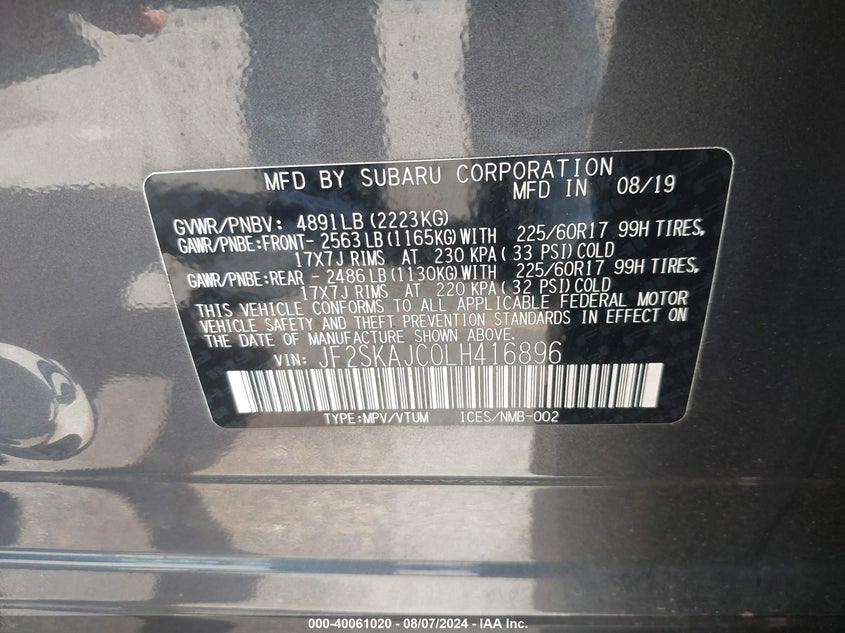 MFD BY SUBARU CORPORATION
MFD IN 08/19
GVWR/PNBV: 4891LB (2223KG)
GAWR/PNBE:FRONT- 2563LB (1165KG) WITH 225/60R17 99H TIRES,
17X7J RIMS AT 230 KPA ( 33 PSI) COLD
GAWR/PNBE:REAR - 2486LB (1130KG) WITH 225/60R17 99H TIRES,
17X7J RIMS AT 220 KPA ( 32 PSI) COLD
THIS VEHICLE CONFORMS TO ALL APPLICABLE FEDERAL MOTOR
VEHICLE SAFETY AND THEFT PREVENTION STANDARDS IN EFFECT ON
THE DATE OF MANUFACTURE SHOWN ABOVE.
VIN: JF2SKAJC0LH416896
TYPE:MPV/VTUM ICES/NMB-002
000-40061020 - 08/07/2024 - IAA Inc.